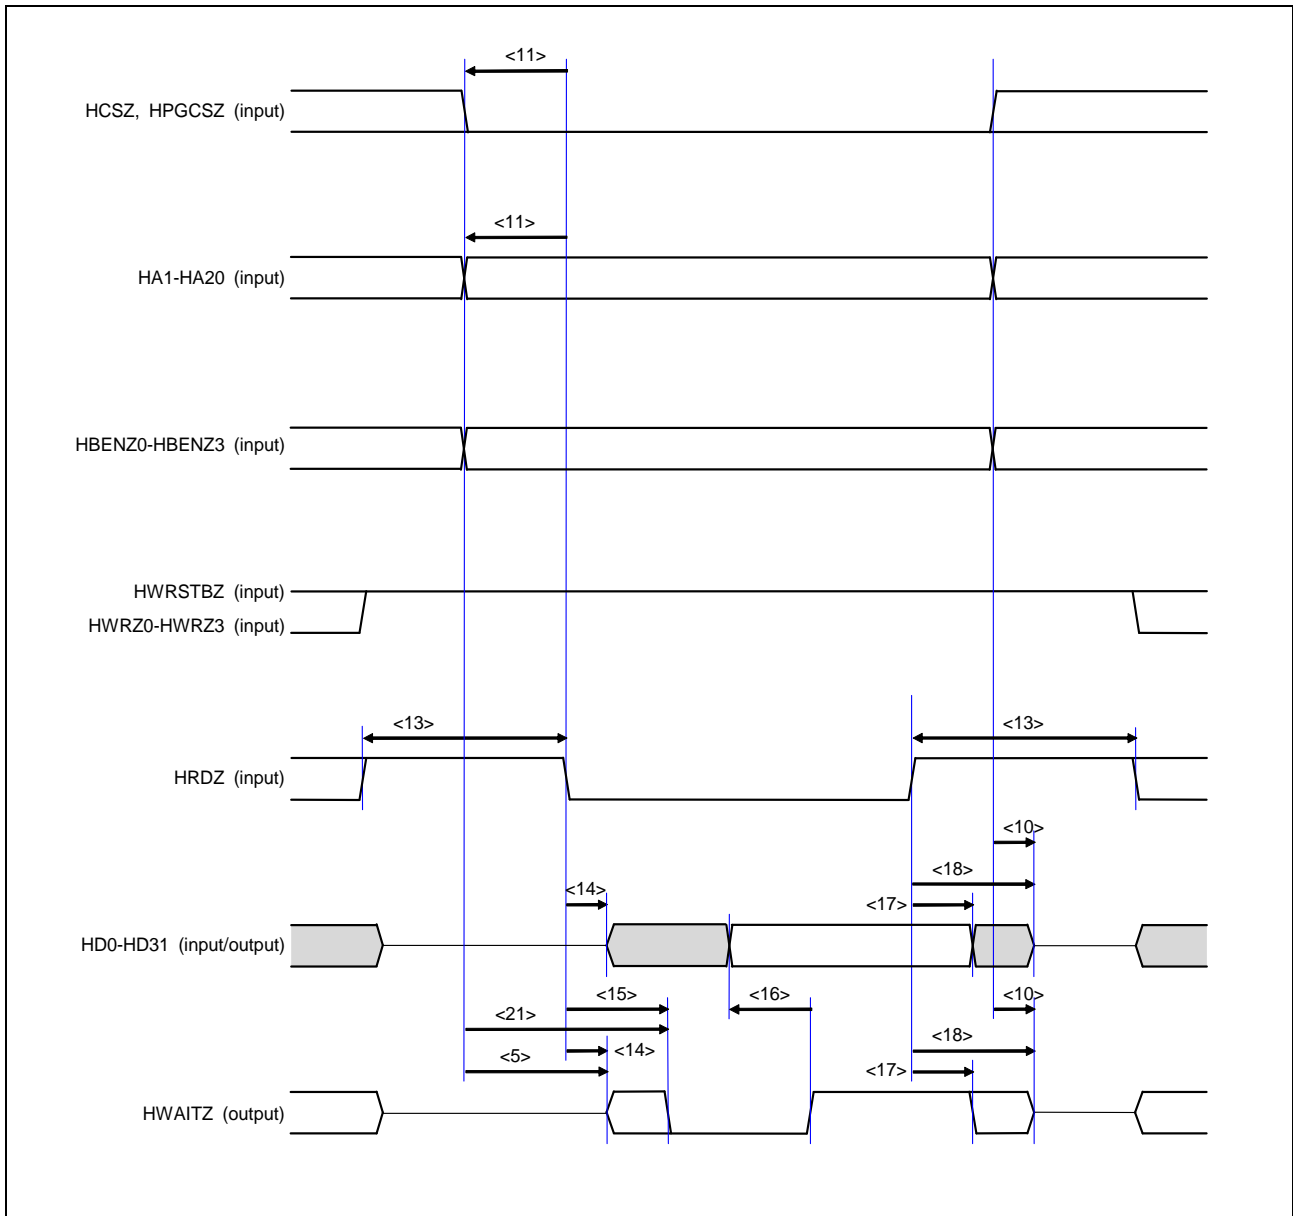 <11>
HCSZ, HPGCSZ (input)
<11>
HA1-HA20 (input)
HBENZ0-HBENZ3 (input)
HWRSTBZ (input)
HWRZ0-HWRZ3 (input)
<13> <13>
HRDZ (input)
<10>
<18>
<14> <17>
HD0-HD31 (input/output)
<15> <16> <10>
<21>
<14> <18>
<5> <17>
HWAITZ (output)